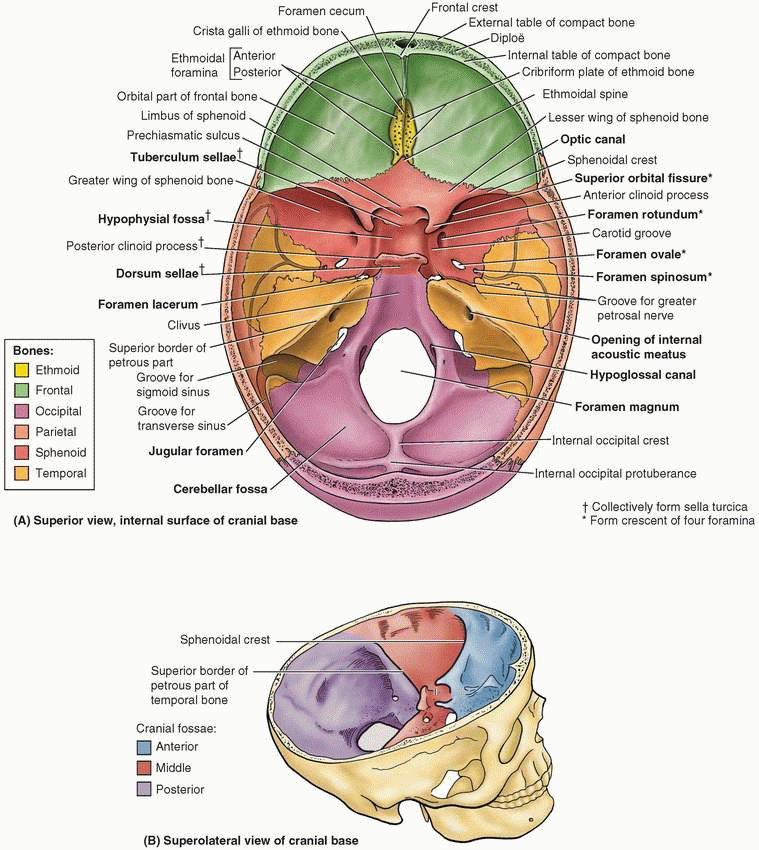 Foramen cecum
Crista galli of ethmoid bone
Ethmoidal foramina
Anterior
Posterior
Orbital part of frontal bone
Limbus of sphenoid
Prechiasmatic sulcus
Tuberculum sellae†
Greater wing of sphenoid bone
Hypophysial fossa†
Posterior clinoid process†
Dorsum sellae†
Foramen lacerum
Clivus
Superior border of
petrous part
Groove for
sigmoid sinus
Groove for
transverse sinus
Jugular foramen
Cerebellar fossa
Frontal crest
External table of compact bone
Diploë
Internal table of compact bone
Cribriform plate of ethmoid bone
Ethmoidal spine
Lesser wing of sphenoid bone
Optic canal
Sphenoidal crest
Superior orbital fissure*
Anterior clinoid process
Foramen rotundum*
Carotid groove
Foramen ovale*
Foramen spinosum*
Groove for greater
petrosal nerve
Opening of internal
acoustic meatus
Hypoglossal canal
Foramen magnum
Internal occipital crest
Internal occipital protuberance
Bones:
Ethmoid
Frontal
Occipital
Parietal
Sphenoid
Temporal
† Collectively form sella turcica
* Form crescent of four foramina
(A) Superior view, internal surface of cranial base
Sphenoidal crest
Superior border of
petrous part of
temporal bone
Cranial fossae:
Anterior
Middle
Posterior
(B) Superolateral view of cranial base